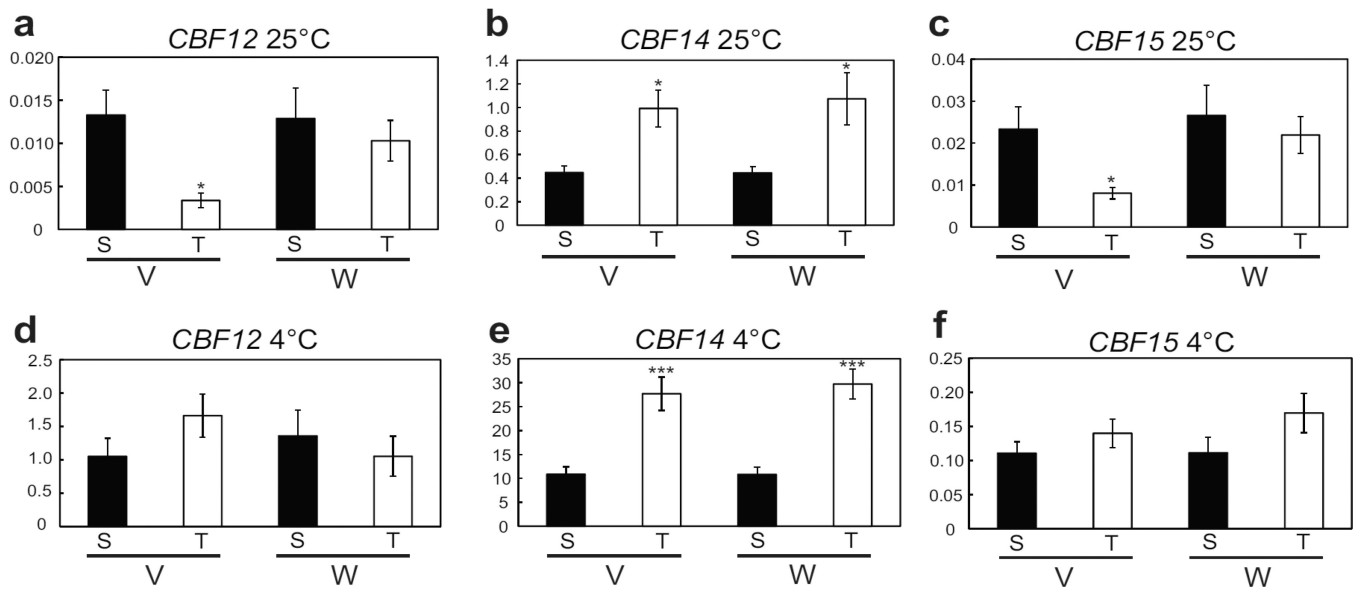 a
CBF12 25°C
0.020
0.015
0.010
0.005
0
*
S T S T
V W
b
CBF14 25°C
1.4
1.2
1.0
0.8
0.6
0.4
0.2
0
* *
S T S T
V W
c
CBF15 25°C
0.04
0.03
0.02
0.01
0
*
S T S T
V W
d
CBF12 4°C
2.5
2.0
1.5
1.0
0.5
0
S T S T
V W
e
CBF14 4°C
35
30
25
20
15
10
5
0
*** ***
S T S T
V W
f
CBF15 4°C
0.25
0.20
0.15
0.10
0.05
0
S T S T
V W